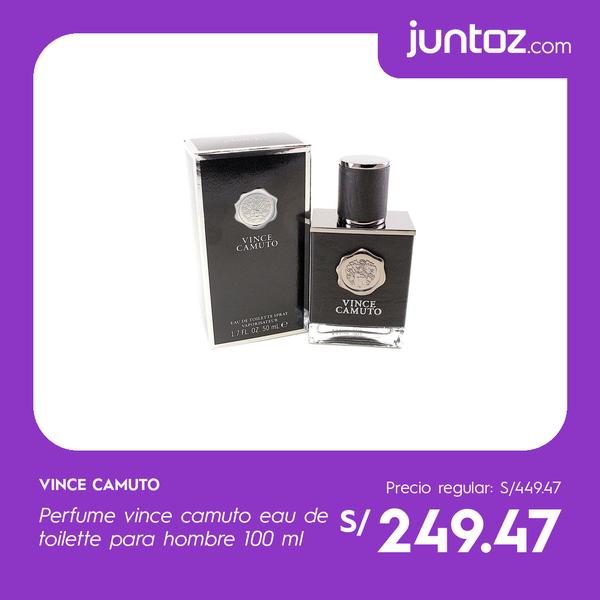 juntoz.com
VINCE
CAMUTO
EAU DE TOILETTE SPRAY
VAPORISATEUR
1.7 FL. OZ. 50 mL ℮
VINCE
CAMUTO
VINCE CAMUTO
Perfume vince camuto eau de
toilette para hombre 100 ml
Precio regular: S/449.47
S/ 249.47